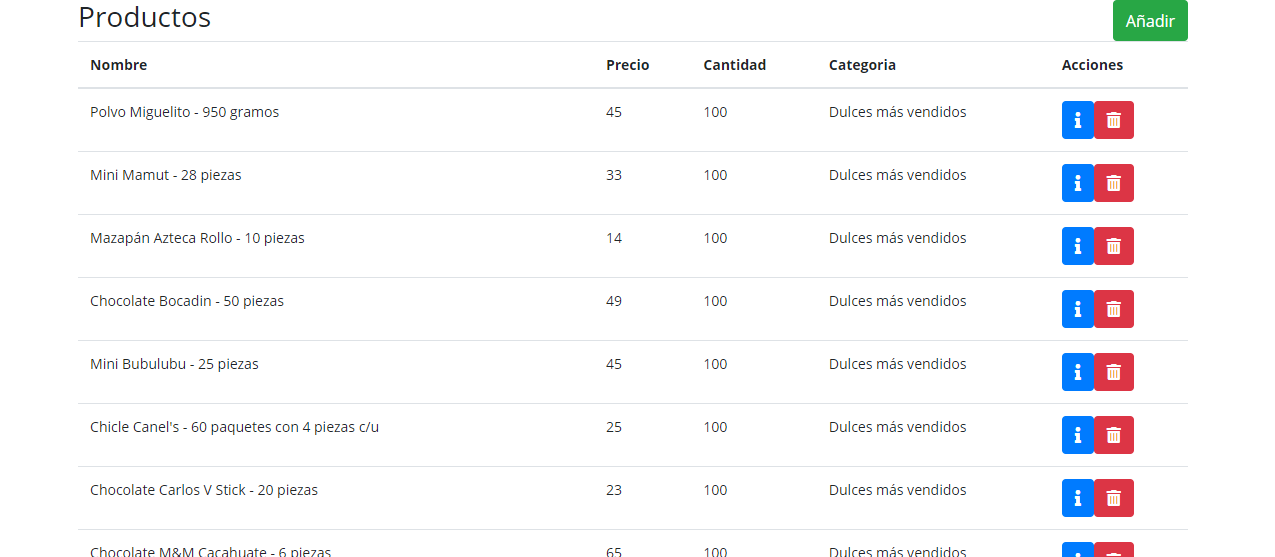 Productos
Añadir
Nombre Precio Cantidad Categoria Acciones
Polvo Miguelito - 950 gramos 45 100 Dulces más vendidos
Mini Mamut - 28 piezas 33 100 Dulces más vendidos
Mazapán Azteca Rollo - 10 piezas 14 100 Dulces más vendidos
Chocolate Bocadin - 50 piezas 49 100 Dulces más vendidos
Mini Bubulubu - 25 piezas 45 100 Dulces más vendidos
Chicle Canel's - 60 paquetes con 4 piezas c/u 25 100 Dulces más vendidos
Chocolate Carlos V Stick - 20 piezas 23 100 Dulces más vendidos
Chocolate M&M Cacahuate - 6 piezas 65 100 Dulces más vendidos